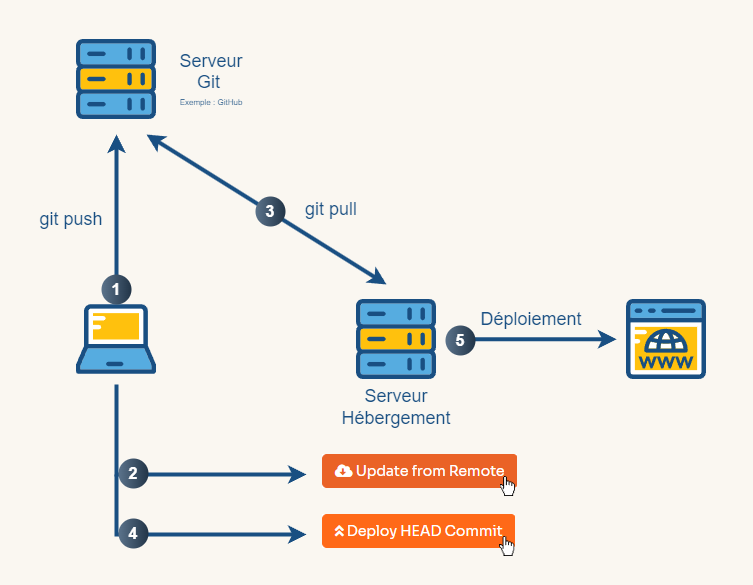 Serveur
Git
Exemple : GitHub
git push
3
git pull
1
5
Déploiement
WWW
Serveur
Hébergement
2
Update from Remote
4
Deploy HEAD Commit